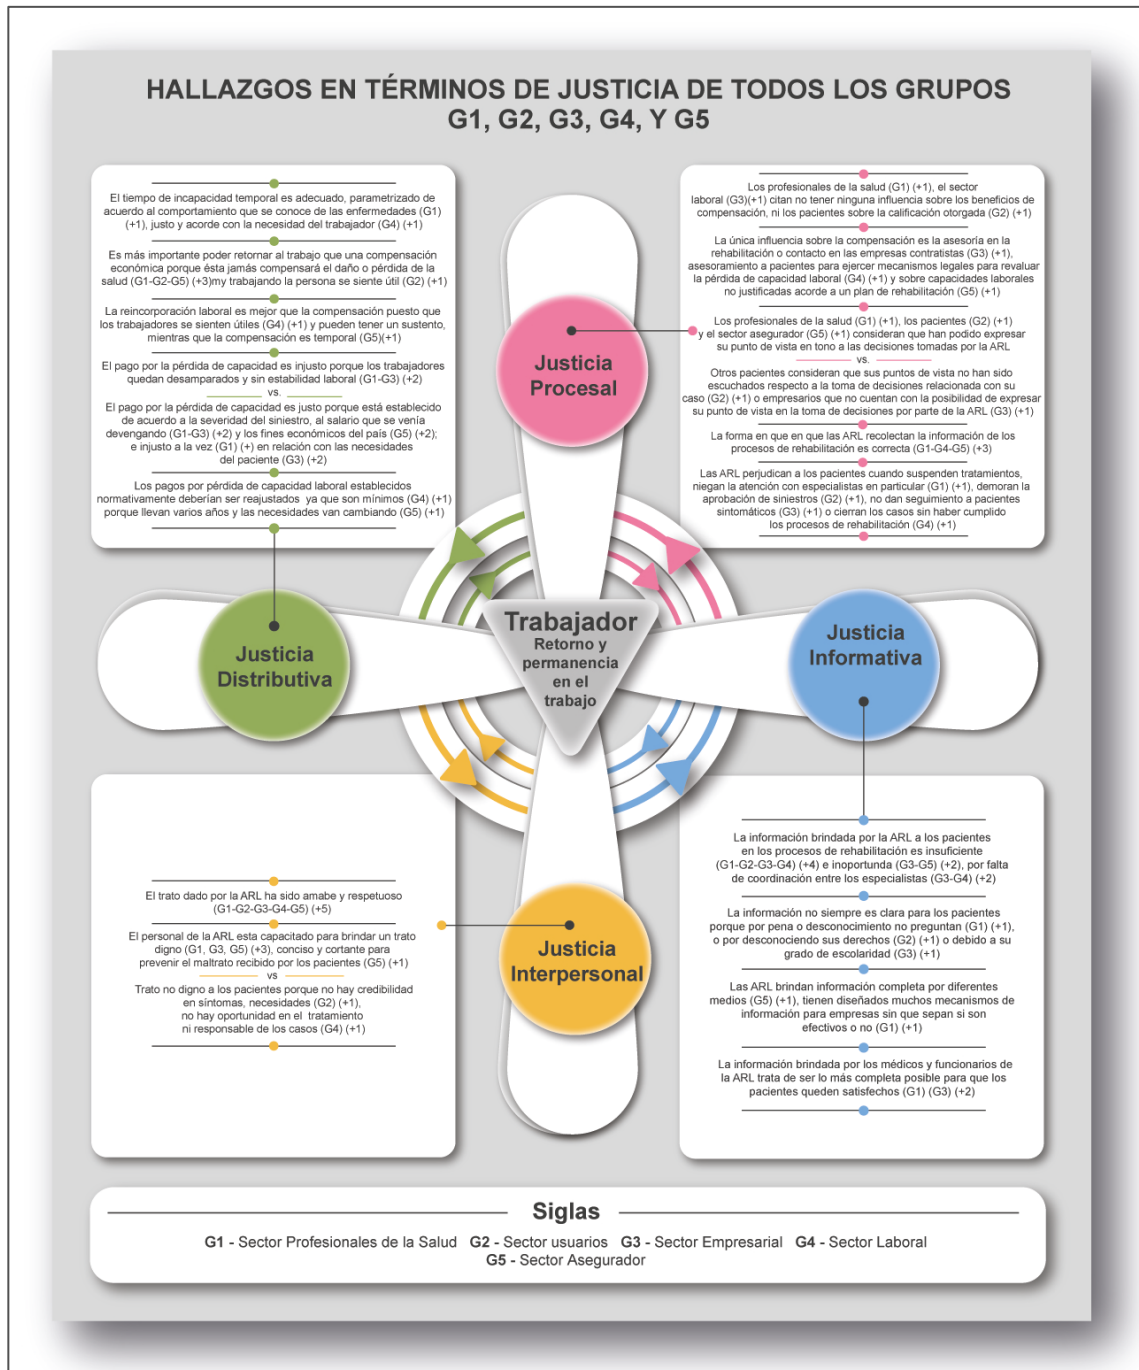 HALLAZGOS EN TÉRMINOS DE JUSTICIA DE TODOS LOS GRUPOS
G1, G2, G3, G4, Y G5
El tiempo de incapacidad temporal es adecuado, parametrizado de
acuerdo al comportamiento que se conoce de las enfermedades (G1)
(+1), justo y acorde con la necesidad del trabajador (G4) (+1)
Es más importante poder retornar al trabajo que una compensación
económica porque ésta jamás compensará el daño o pérdida de la
salud (G1-G2-G5) (+3)my trabajando la persona se siente útil (G2) (+1)
La reincorporación laboral es mejor que la compensación puesto que
los trabajadores se sienten útiles (G4) (+1) y pueden tener un sustento,
mientras que la compensación es temporal (G5)(+1)
El pago por la pérdida de capacidad es injusto porque los trabajadores
quedan desamparados y sin estabilidad laboral (G1-G3) (+2)
vs.
El pago por la pérdida de capacidad es justo porque está establecido
de acuerdo a la severidad del siniestro, al salario que se venía
devengando (G1-G3) (+2) y los fines económicos del país (G5) (+2);
e injusto a la vez (G1) (+) en relación con las necesidades
del paciente (G3) (+2)
Los pagos por pérdida de capacidad laboral establecidos
normativamente deberían ser reajustados ya que son mínimos (G4) (+1)
porque llevan varios años y las necesidades van cambiando (G5) (+1)
Los profesionales de la salud (G1) (+1), el sector
laboral (G3)(+1) citan no tener ninguna influencia sobre los beneficios de
compensación, ni los pacientes sobre la calificación otorgada (G2) (+1)
La única influencia sobre la compensación es la asesoría en la
rehabilitación o contacto en las empresas contratistas (G3) (+1),
asesoramiento a pacientes para ejercer mecanismos legales para revaluar
la pérdida de capacidad laboral (G4) (+1) y sobre capacidades laborales
no justificadas acorde a un plan de rehabilitación (G5) (+1)
Los profesionales de la salud (G1) (+1), los pacientes (G2) (+1)
y el sector asegurador (G5) (+1) consideran que han podido expresar
su punto de vista en tono a las decisiones tomadas por la ARL
vs.
Otros pacientes consideran que sus puntos de vista no han sido
escuchados respecto a la toma de decisiones relacionada con su
caso (G2) (+1) o empresarios que no cuentan con la posibilidad de expresar
su punto de vista en la toma de decisiones por parte de la ARL (G3) (+1)
La forma en que en que las ARL recolectan la información de los
procesos de rehabilitación es correcta (G1-G4-G5) (+3)
Las ARL perjudican a los pacientes cuando suspenden tratamientos,
niegan la atención con especialistas en particular (G1) (+1), demoran la
aprobación de siniestros (G2) (+1), no dan seguimiento a pacientes
sintomáticos (G3) (+1) o cierran los casos sin haber cumplido
los procesos de rehabilitación (G4) (+1)
Justicia
Procesal
Justicia
Distributiva
Trabajador
Retorno y
permanencia
en el
trabajo
Justicia
Informativa
Justicia
Interpersonal
El trato dado por la ARL ha sido amabe y respetuoso
(G1-G2-G3-G4-G5) (+5)
El personal de la ARL esta capacitado para brindar un trato
digno (G1, G3, G5) (+3), conciso y cortante para
prevenir el maltrato recibido por los pacientes (G5) (+1)
vs
Trato no digno a los pacientes porque no hay credibilidad
en síntomas, necesidades (G2) (+1),
no hay oportunidad en el tratamiento
ni responsable de los casos (G4) (+1)
La información brindada por la ARL a los pacientes
en los procesos de rehabilitación es insuficiente
(G1-G2-G3-G4) (+4) e inoportuna (G3-G5) (+2), por falta
de coordinación entre los especialistas (G3-G4) (+2)
La información no siempre es clara para los pacientes
porque por pena o desconocimiento no preguntan (G1) (+1),
o por desconociendo sus derechos (G2) (+1) o debido a su
grado de escolaridad (G3) (+1)
Las ARL brindan información completa por diferentes
medios (G5) (+1), tienen diseñados muchos mecanismos de
información para empresas sin que sepan si son
efectivos o no (G1) (+1)
La información brindada por los médicos y funcionarios de
la ARL trata de ser lo más completa posible para que los
pacientes queden satisfechos (G1) (G3) (+2)
Siglas
G1 - Sector Profesionales de la Salud G2 - Sector usuarios G3 - Sector Empresarial G4 - Sector Laboral
G5 - Sector Asegurador